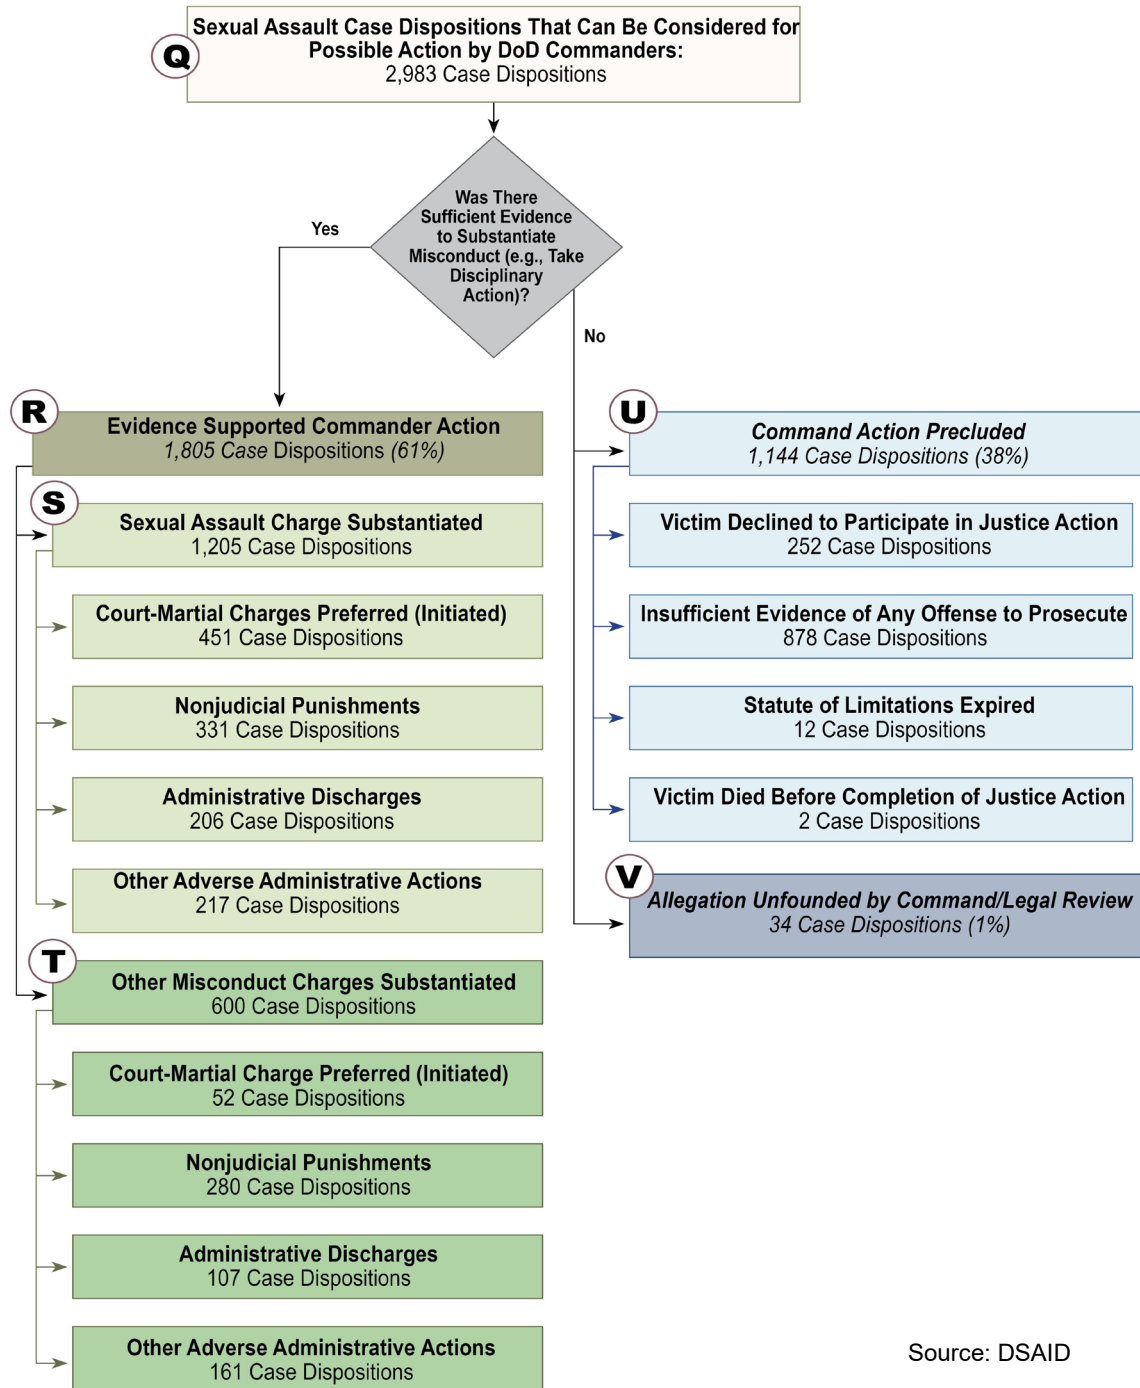 Q
Sexual Assault Case Dispositions That Can Be Considered for
Possible Action by DoD Commanders:
2,983 Case Dispositions
Was There
Sufficient Evidence
to Substantiate
Misconduct (e.g., Take
Disciplinary
Action)?
Yes
No
R
Evidence Supported Commander Action
1,805 Case Dispositions (61%)
S
Sexual Assault Charge Substantiated
1,205 Case Dispositions
Court-Martial Charges Preferred (Initiated)
451 Case Dispositions
Nonjudicial Punishments
331 Case Dispositions
Administrative Discharges
206 Case Dispositions
Other Adverse Administrative Actions
217 Case Dispositions
T
Other Misconduct Charges Substantiated
600 Case Dispositions
Court-Martial Charge Preferred (Initiated)
52 Case Dispositions
Nonjudicial Punishments
280 Case Dispositions
Administrative Discharges
107 Case Dispositions
Other Adverse Administrative Actions
161 Case Dispositions
U
Command Action Precluded
1,144 Case Dispositions (38%)
Victim Declined to Participate in Justice Action
252 Case Dispositions
Insufficient Evidence of Any Offense to Prosecute
878 Case Dispositions
Statute of Limitations Expired
12 Case Dispositions
Victim Died Before Completion of Justice Action
2 Case Dispositions
V
Allegation Unfounded by Command/Legal Review
34 Case Dispositions (1%)
Source: DSAID